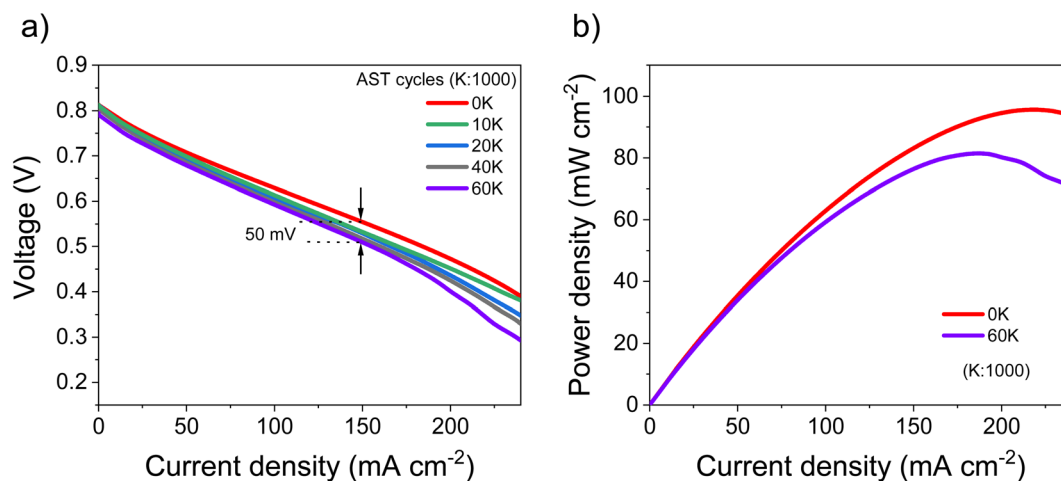 a)
0.9
0.8
0.7
0.6
0.5
0.4
0.3
0.2
Voltage (V)
AST cycles (K:1000)
0K
10K
20K
40K
60K
50 mV
0
50
100
150
200
Current density (mA cm⁻²)
b)
100
80
60
40
20
0
Power density (mW cm⁻²)
0K
60K
(K:1000)
0
50
100
150
200
Current density (mA cm⁻²)